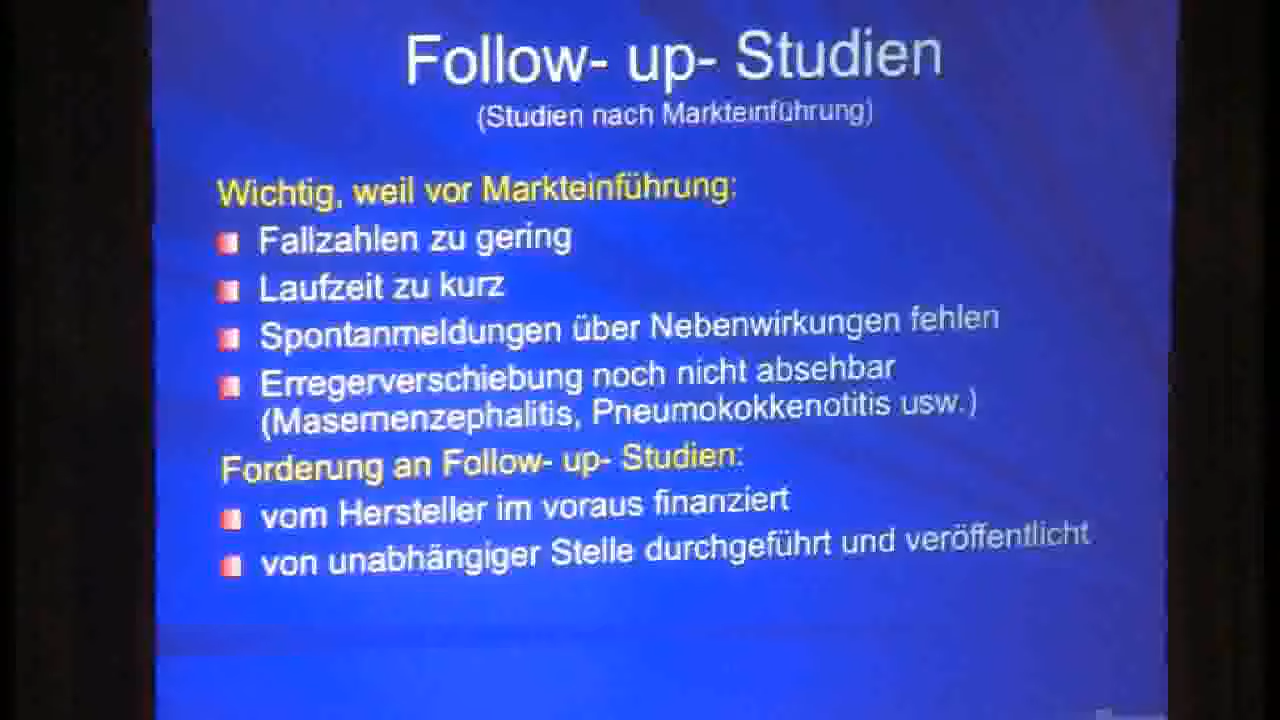 Follow- up- Studien
(Studien nach Markteinführung)
Wichtig, weil vor Markteinführung:
Fallzahlen zu gering
Laufzeit zu kurz
Spontanmeldungen über Nebenwirkungen fehlen
Erregerverschiebung noch nicht absehbar
(Masernenzephalitis, Pneumokokkenotitis usw.)
Forderung an Follow- up- Studien:
vom Hersteller im voraus finanziert
von unabhängiger Stelle durchgeführt und veröffentlicht